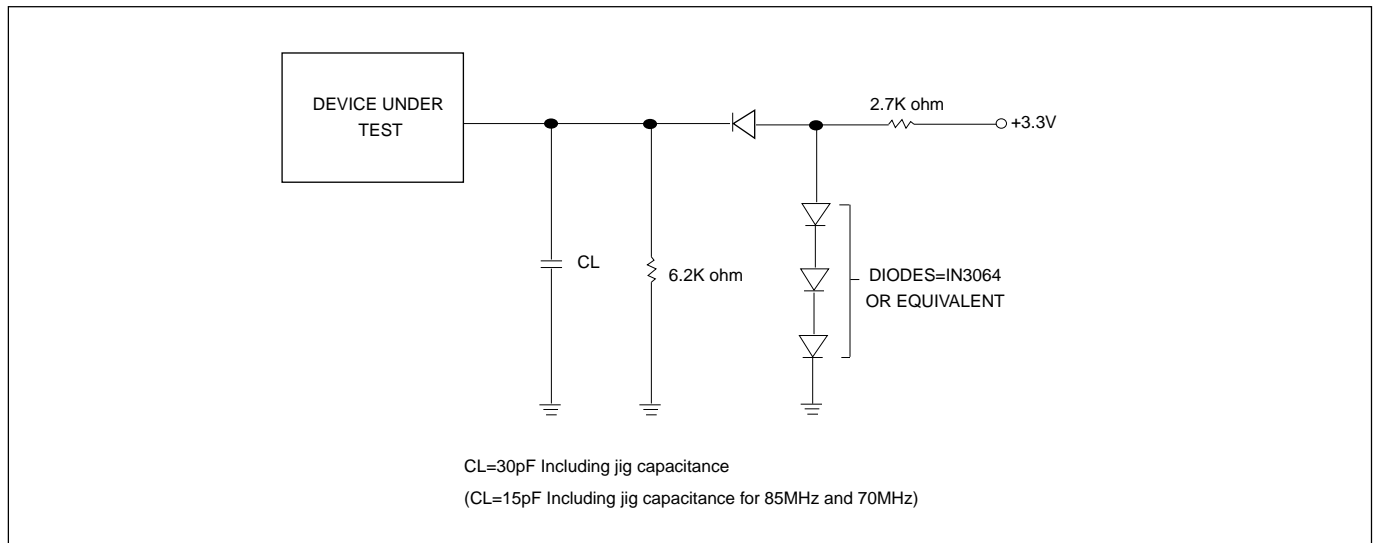 DEVICE UNDER
TEST
2.7K ohm
+3.3V
CL
6.2K ohm
DIODES=IN3064
OR EQUIVALENT
CL=30pF Including jig capacitance
(CL=15pF Including jig capacitance for 85MHz and 70MHz)